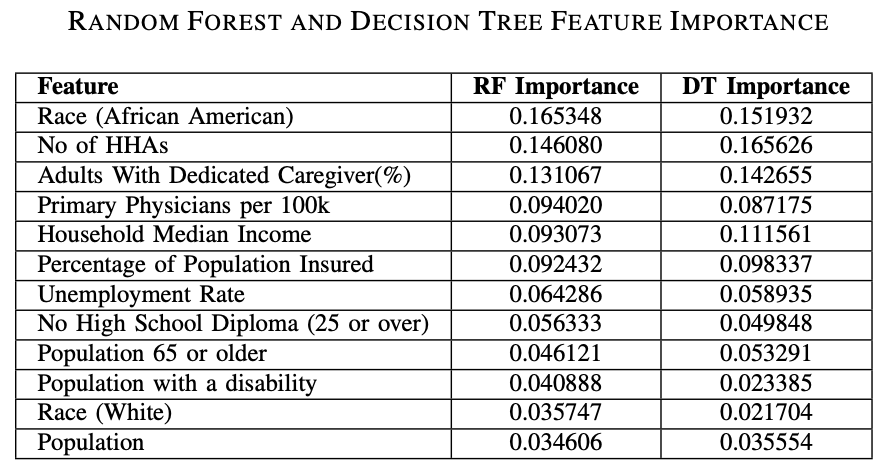 RANDOM FOREST AND DECISION TREE FEATURE IMPORTANCE
Feature RF Importance DT Importance
Race (African American) 0.165348 0.151932
No of HHAs 0.146080 0.165626
Adults With Dedicated Caregiver(%) 0.131067 0.142655
Primary Physicians per 100k 0.094020 0.087175
Household Median Income 0.093073 0.111561
Percentage of Population Insured 0.092432 0.098337
Unemployment Rate 0.064286 0.058935
No High School Diploma (25 or over) 0.056333 0.049848
Population 65 or older 0.046121 0.053291
Population with a disability 0.040888 0.023385
Race (White) 0.035747 0.021704
Population 0.034606 0.035554